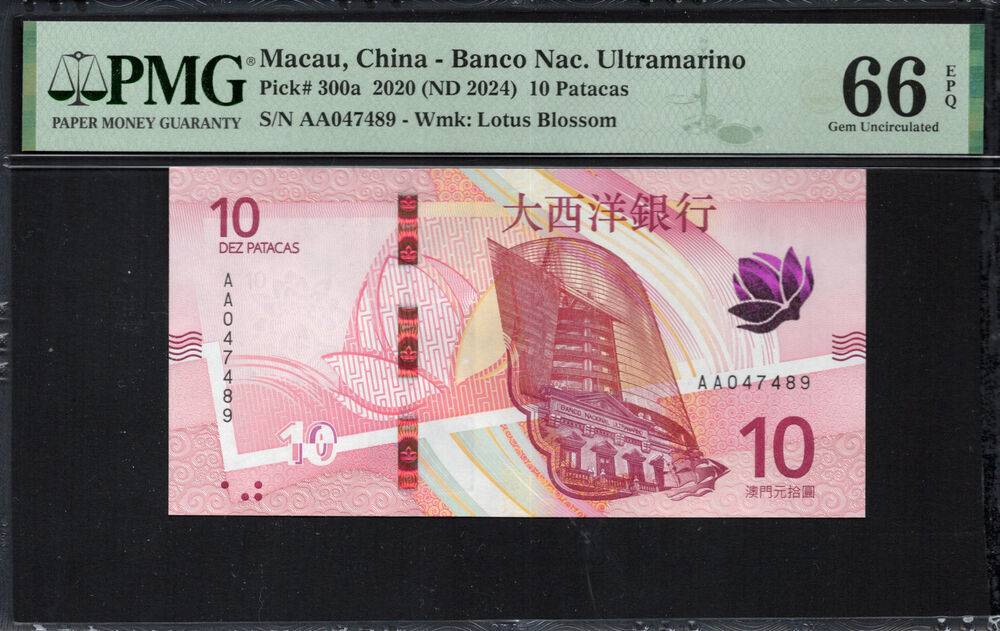 PMG®
PAPER MONEY GUARANTY
Macau, China - Banco Nac. Ultramarino
Pick# 300a 2020 (ND 2024) 10 Patacas
S/N AA047489 - Wmk: Lotus Blossom
66
EPQ
Gem Uncirculated
10
DEZ PATACAS
大西洋銀行
AA047489
10
BANCO NACIONAL ULTRAMARINO
AA047489
10
10
澳門元拾圓